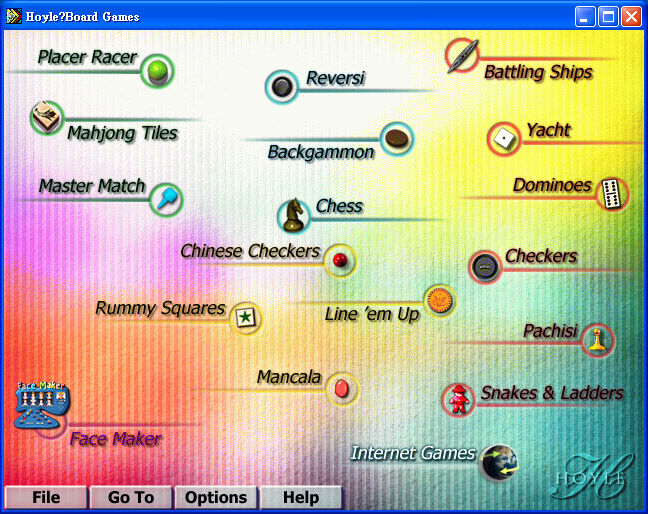 Hoyle?Board Games
Placer Racer
Reversi
Battling Ships
Mahjong Tiles
Backgammon
Yacht
Master Match
Chess
Dominoes
Chinese Checkers
Checkers
Rummy Squares
Line 'em Up
Pachisi
Mancala
Face Maker
Snakes & Ladders
Face Maker
Internet Games
HOYLE
File
Go To
Options
Help